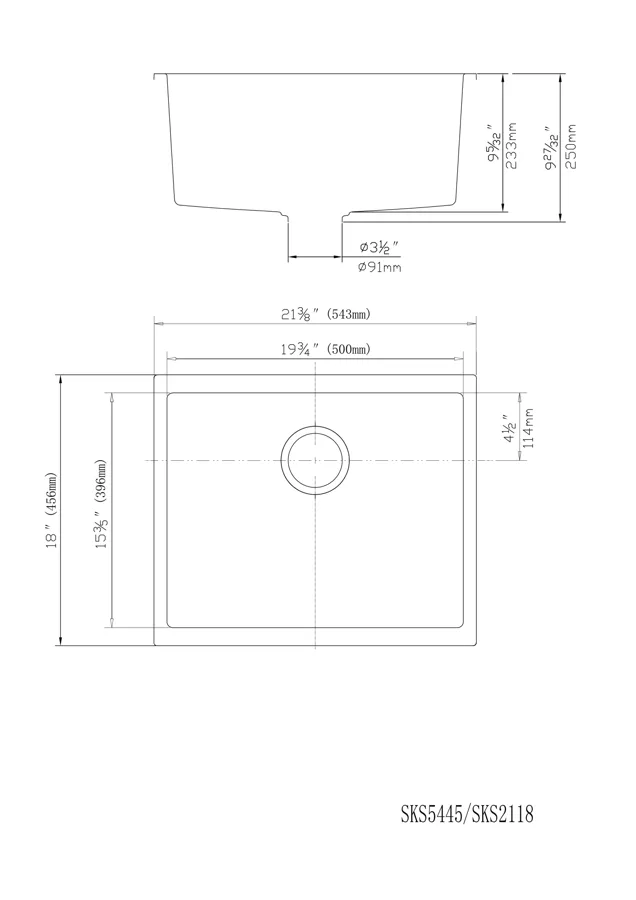 9 5/32″
233mm
9 27/32″
250mm
ø3 1/2″
ø91mm
21 3/8″ (543mm)
19 3/4″ (500mm)
4 1/2″
114mm
18″ (456mm)
15 3/5″ (396mm)
SKS5445/SKS2118